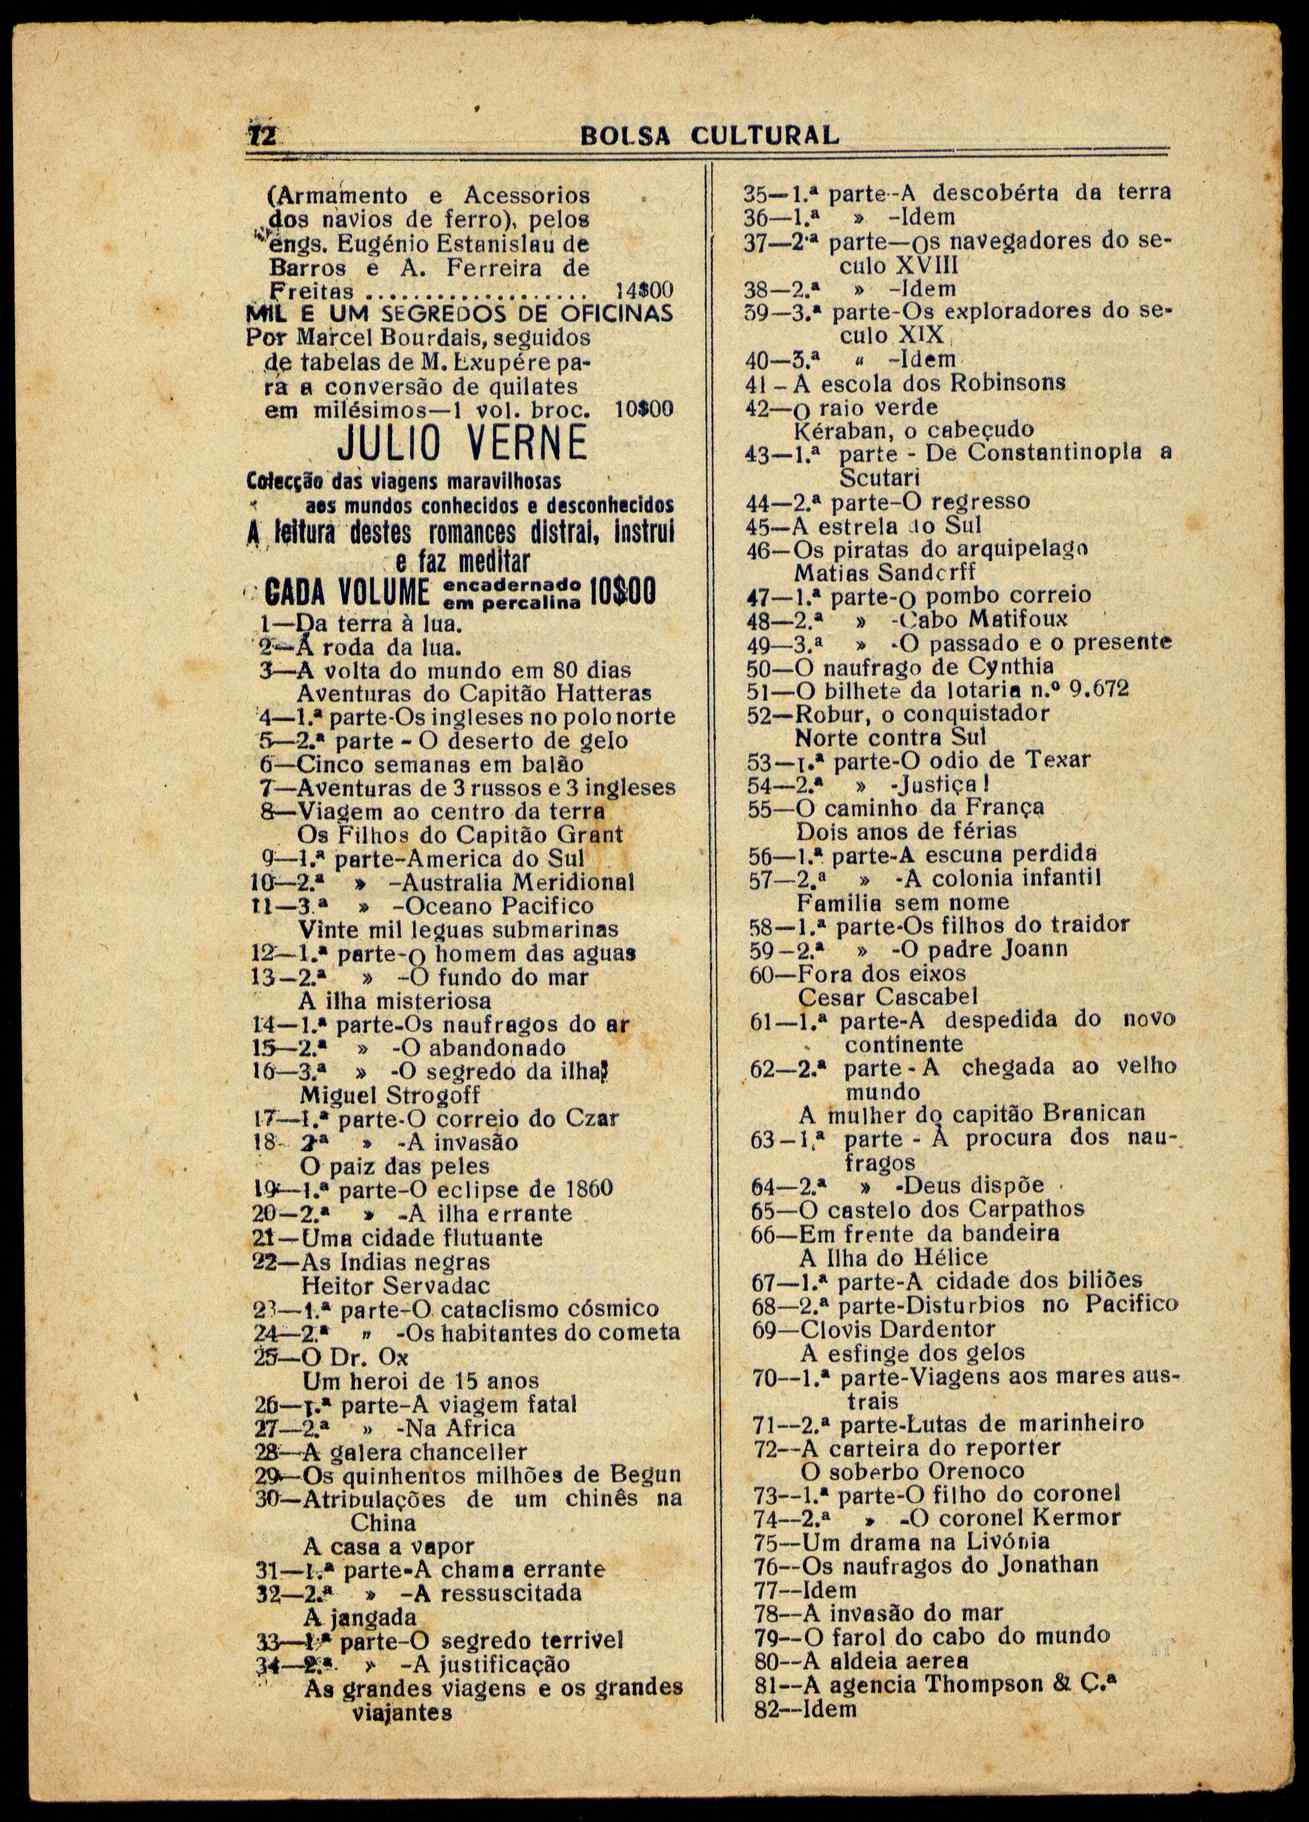 12
BOLSA CULTURAL
(Armamento e Acessorios
dos navios de ferro), pelos
engs. Eugénio Estanislau de
Barros e A. Ferreira de
Freitas ................... 14$00
MIL E UM SEGREDOS DE OFICINAS
Por Marcel Bourdais, seguidos
de tabelas de M. Exupére pa-
ra a conversão de quilates
em milésimos—1 vol. broc. 10$00
JULIO VERNE
Colecção das viagens maravilhosas
aos mundos conhecidos e desconhecidos
A leitura destes romances distrai, instrui
e faz meditar
CADA VOLUME encadernado em percalina 10$00
1—Da terra à lua.
2—A roda da lua.
3—A volta do mundo em 80 dias
Aventuras do Capitão Hatteras
4—1.ª parte-Os ingleses no polo norte
5—2.ª parte - O deserto de gelo
6—Cinco semanas em balão
7—Aventuras de 3 russos e 3 ingleses
8—Viagem ao centro da terra
Os Filhos do Capitão Grant
9—1.ª parte-America do Sul
10—2.ª » -Australia Meridional
11—3.ª » -Oceano Pacifico
Vinte mil leguas submarinas
12—1.ª parte-O homem das aguas
13—2.ª » -O fundo do mar
A ilha misteriosa
14—1.ª parte-Os naufragos do ar
15—2.ª » -O abandonado
16—3.ª » -O segredo da ilha
Miguel Strogoff
17—1.ª parte-O correio do Czar
18- 2ª » -A invasão
O paiz das peles
19—1.ª parte-O eclipse de 1860
20—2.ª » -A ilha errante
21—Uma cidade flutuante
22—As Indias negras
Heitor Servadac
23—1.ª parte-O cataclismo cósmico
24—2.ª " -Os habitantes do cometa
25—O Dr. Ox
Um heroi de 15 anos
26—1.ª parte-A viagem fatal
27—2.ª » -Na Africa
28—A galera chanceller
29—Os quinhentos milhões de Begun
30—Atribulações de um chinês na
China
A casa a vapor
31—1.ª parte-A chama errante
32—2.ª » -A ressuscitada
A jangada
33—1.ª parte-O segredo terrivel
34—2.ª » -A justificação
As grandes viagens e os grandes
viajantes
35—1.ª parte-A descobérta da terra
36—1.ª » -Idem
37—2.ª parte—Os navegadores do se-
culo XVIII
38—2.ª » -Idem
39—3.ª parte-Os exploradores do se-
culo XIX
40—3.ª « -Idem
41 - A escola dos Robinsons
42—O raio verde
Kéraban, o cabeçudo
43—1.ª parte - De Constantinopla a
Scutari
44—2.ª parte-O regresso
45—A estrela do Sul
46—Os piratas do arquipelago
Matias Sandorff
47—1.ª parte-O pombo correio
48—2.ª » -Cabo Matifoux
49—3.ª » -O passado e o presente
50—O naufrago de Cynthia
51—O bilhete da lotaria n.º 9.672
52—Robur, o conquistador
Norte contra Sul
53—1.ª parte-O odio de Texar
54—2.ª » -Justiça!
55—O caminho da França
Dois anos de férias
56—1.ª parte-A escuna perdida
57—2.ª » -A colonia infantil
Familia sem nome
58—1.ª parte-Os filhos do traidor
59—2.ª » -O padre Joann
60—Fora dos eixos
Cesar Cascabel
61—1.ª parte-A despedida do novo
continente
62—2.ª parte-A chegada ao velho
mundo
A mulher do capitão Branican
63—1.ª parte - À procura dos nau-
fragos
64—2.ª » -Deus dispõe
65—O castelo dos Carpathos
66—Em frente da bandeira
A Ilha do Hélice
67—1.ª parte-A cidade dos biliões
68—2.ª parte-Disturbios no Pacifico
69—Clovis Dardentor
A esfinge dos gelos
70--1.ª parte-Viagens aos mares aus-
trais
71--2.ª parte-Lutas de marinheiro
72--A carteira do reporter
O soberbo Orenoco
73--1.ª parte-O filho do coronel
74--2.ª » -O coronel Kermor
75--Um drama na Livónia
76--Os naufragos do Jonathan
77--Idem
78--A invasão do mar
79--O farol do cabo do mundo
80--A aldeia aerea
81--A agencia Thompson & C.ª
82--Idem